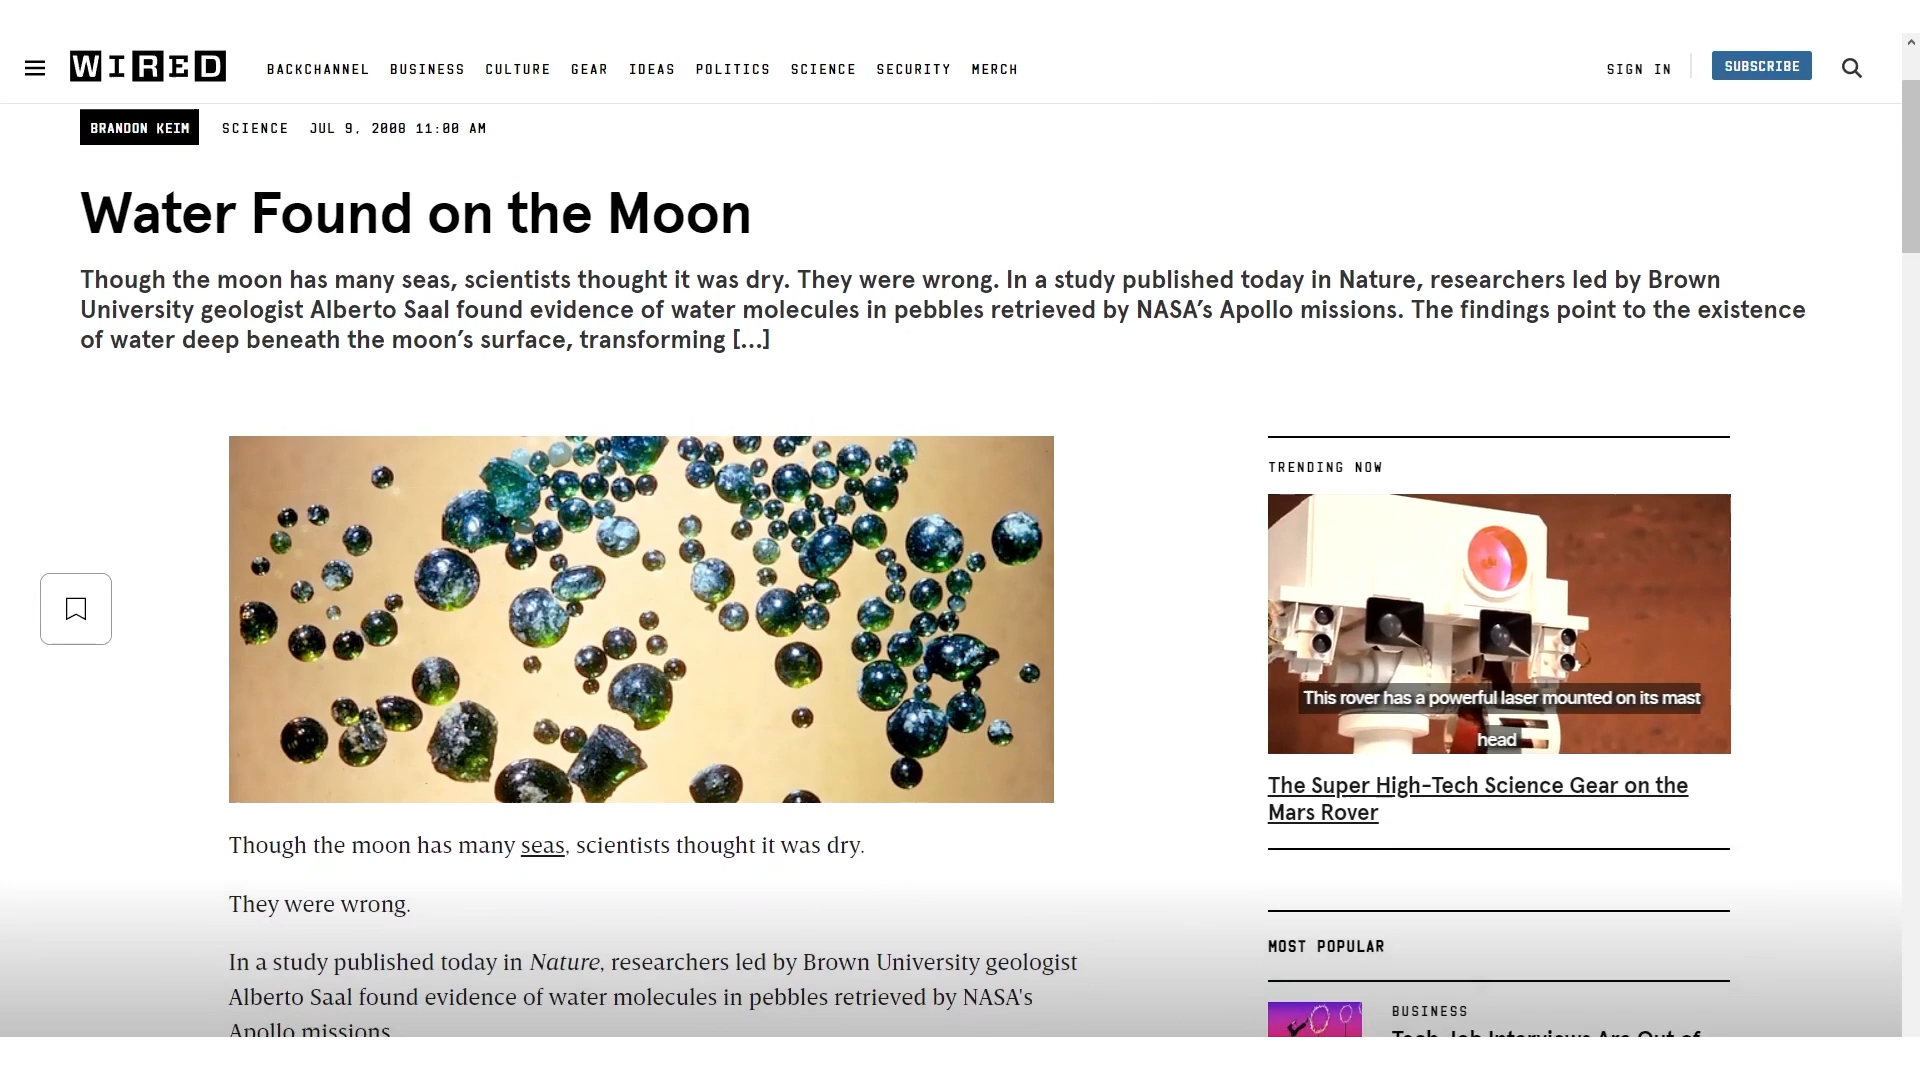 WIRED
BACKCHANNEL BUSINESS CULTURE GEAR IDEAS POLITICS SCIENCE SECURITY MERCH
SIGN IN
SUBSCRIBE
BRANDON KEIM SCIENCE JUL 9, 2008 11:00 AM
Water Found on the Moon
Though the moon has many seas, scientists thought it was dry. They were wrong. In a study published today in Nature, researchers led by Brown
University geologist Alberto Saal found evidence of water molecules in pebbles retrieved by NASA’s Apollo missions. The findings point to the existence
of water deep beneath the moon’s surface, transforming [...]
Though the moon has many seas, scientists thought it was dry.
They were wrong.
In a study published today in Nature, researchers led by Brown University geologist
Alberto Saal found evidence of water molecules in pebbles retrieved by NASA's
Apollo missions.
TRENDING NOW
This rover has a powerful laser mounted on its mast
head
The Super High-Tech Science Gear on the
Mars Rover
MOST POPULAR
BUSINESS
Tech Job Interviews Are Out of